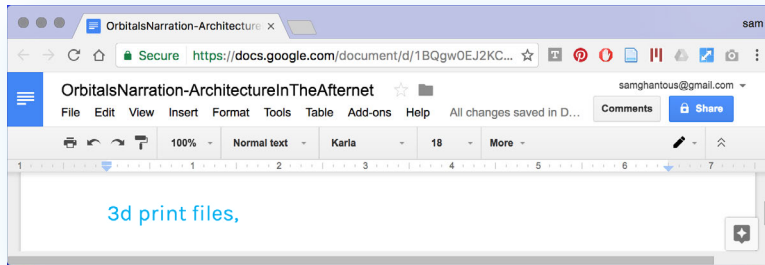 OrbitalsNarration-Architecture
sam
Secure https://docs.google.com/document/d/1BQgw0EJ2KC...
OrbitalsNarration-ArchitectureInTheAfternet
samghantous@gmail.com
File Edit View Insert Format Tools Table Add-ons Help All changes saved in D...
Comments
Share
100% Normal text Karla 18 More
1 1 2 3 4 5 6 7
3d print files,